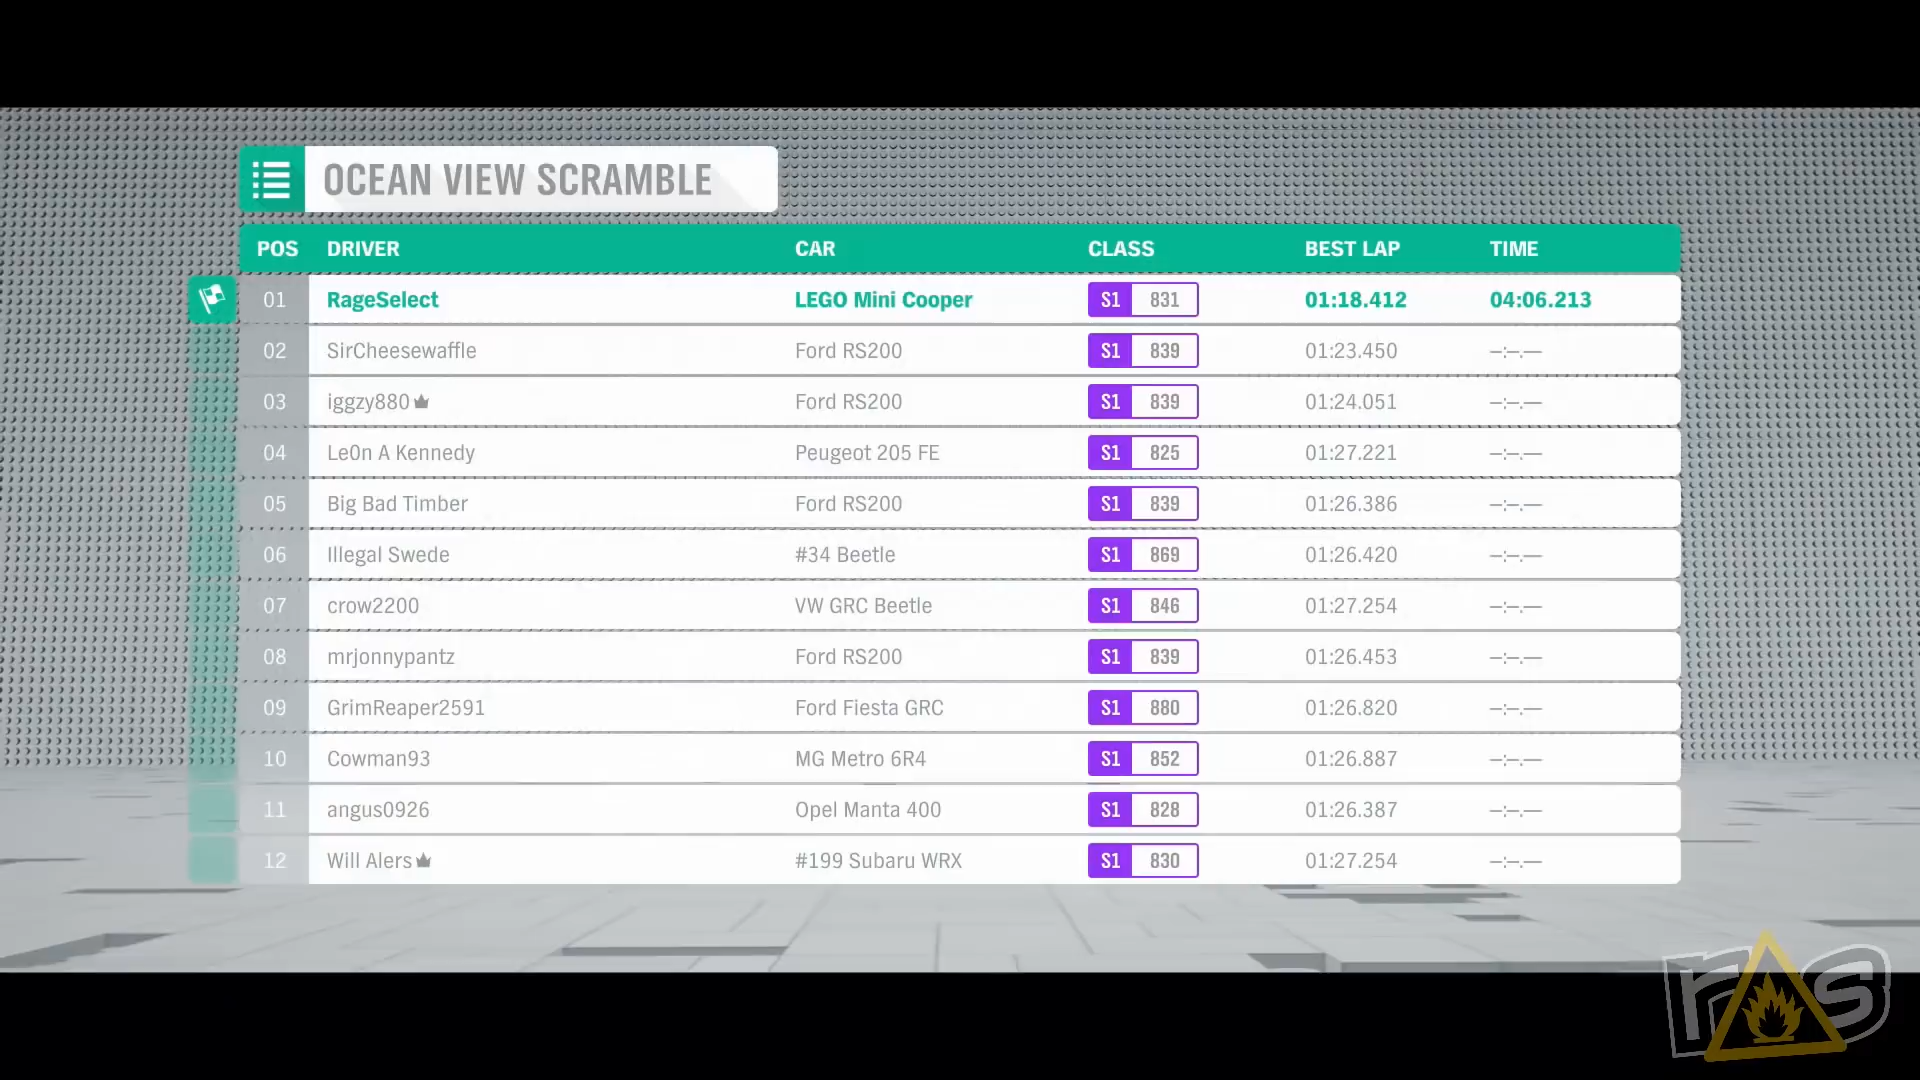 OCEAN VIEW SCRAMBLE
POS DRIVER CAR CLASS BEST LAP TIME
01 RageSelect LEGO Mini Cooper S1 831 01:18.412 04:06.213
02 SirCheesewaffle Ford RS200 S1 839 01:23.450 –:–.––
03 iggzy880 Ford RS200 S1 839 01:24.051 –:–.––
04 Le0n A Kennedy Peugeot 205 FE S1 825 01:27.221 –:–.––
05 Big Bad Timber Ford RS200 S1 839 01:26.386 –:–.––
06 Illegal Swede #34 Beetle S1 869 01:26.420 –:–.––
07 crow2200 VW GRC Beetle S1 846 01:27.254 –:–.––
08 mrjonnypantz Ford RS200 S1 839 01:26.453 –:–.––
09 GrimReaper2591 Ford Fiesta GRC S1 880 01:26.820 –:–.––
10 Cowman93 MG Metro 6R4 S1 852 01:26.887 –:–.––
11 angus0926 Opel Manta 400 S1 828 01:26.387 –:–.––
12 Will Alers #199 Subaru WRX S1 830 01:27.254 –:–.––
ras